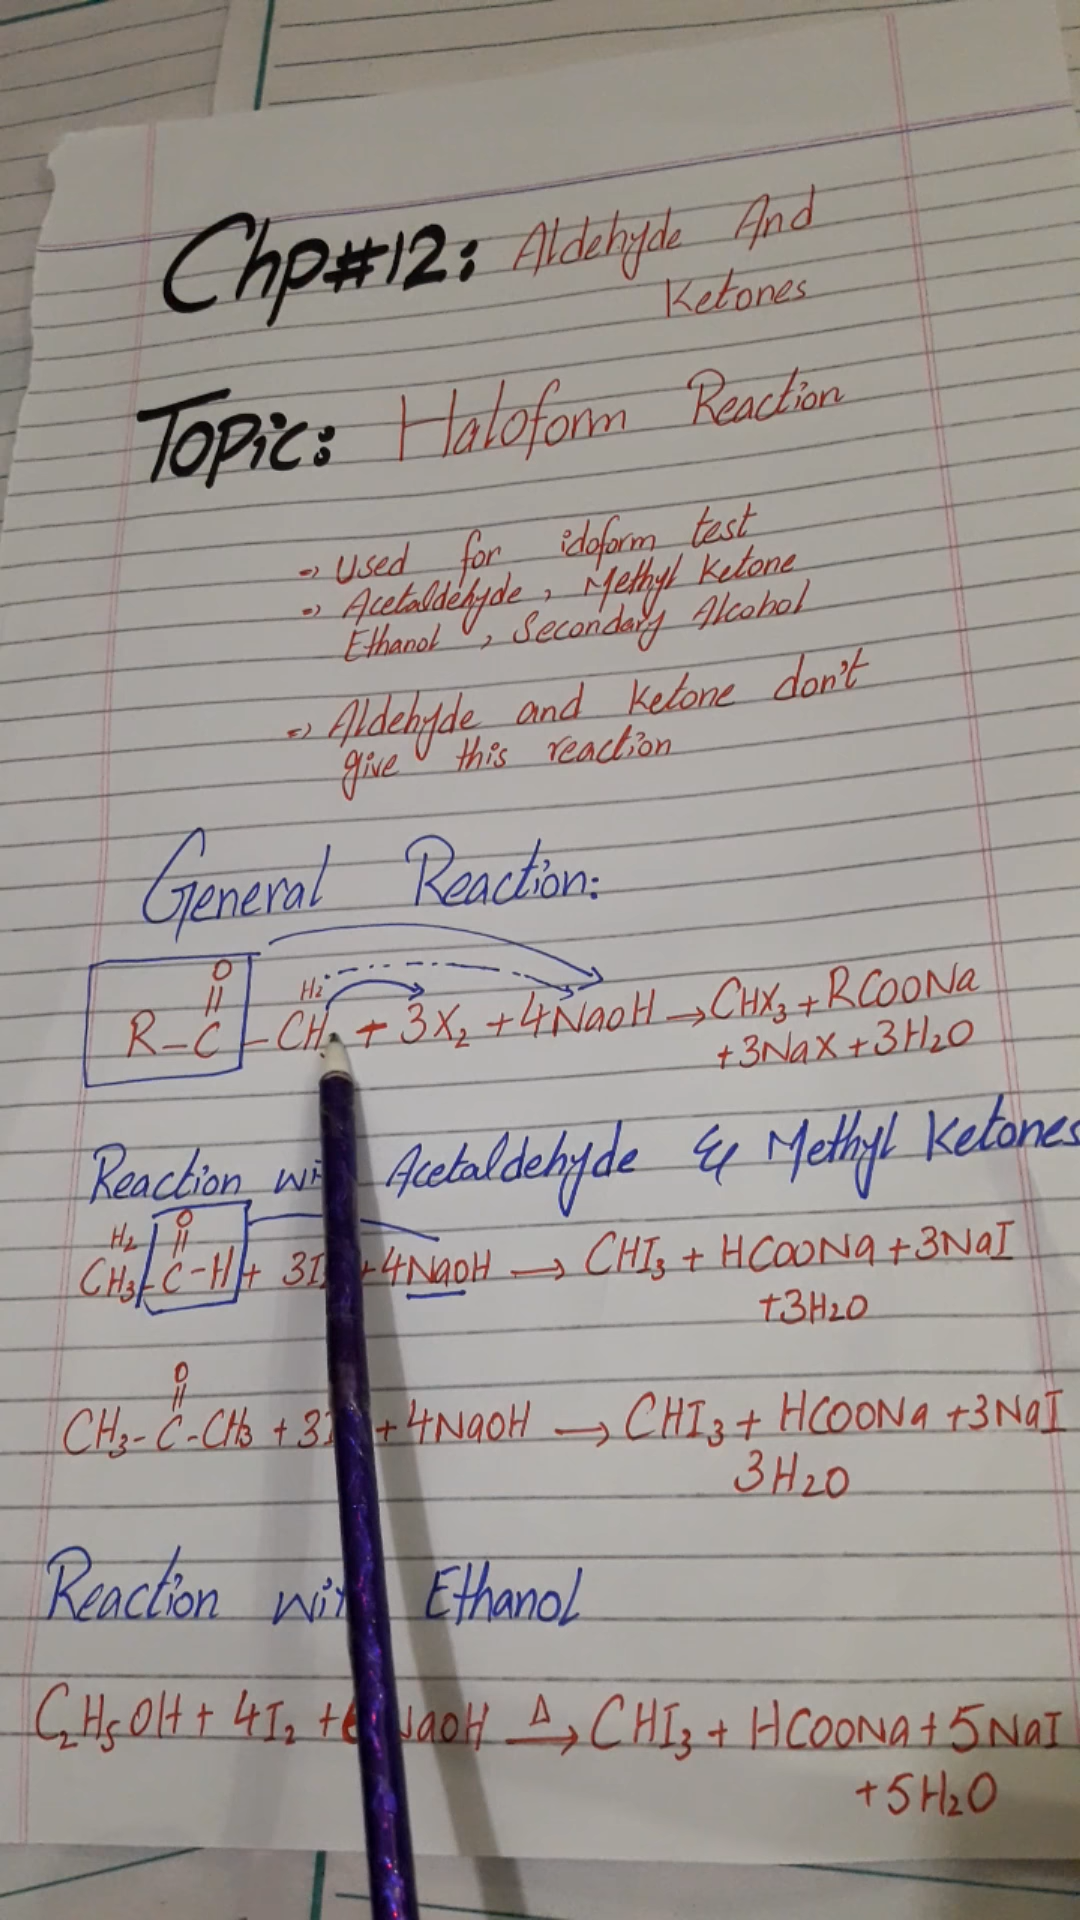 Chp#12: Aldehyde And
Ketones
Topic: Haloform Reaction
=> Used for idoform test
=> Acetaldehyde, Methyl Ketone
Ethanol, Secondary Alcohol
=> Aldehyde and Ketone don't
give this reaction
General Reaction:
O
||
H₂
R-C-CH + 3X₂ + 4NaOH → CHX₃ + RCOONa
+3NaX + 3H₂O
Reaction Acetaldehyde & Methyl Ketones
H₂ O
||
CH₃-C-H + 3I +4NaOH → CHI₃ + HCOONa + 3NaI
+3H₂O
O
||
CH₃-C-CH₃ + 3I + 4NaOH → CHI₃ + HCOONa + 3NaI
3H₂O
Reaction Ethanol
C₂H₅OH + 4I₂ + NaOH Δ→ CHI₃ + HCOONa + 5NaI
+5H₂O